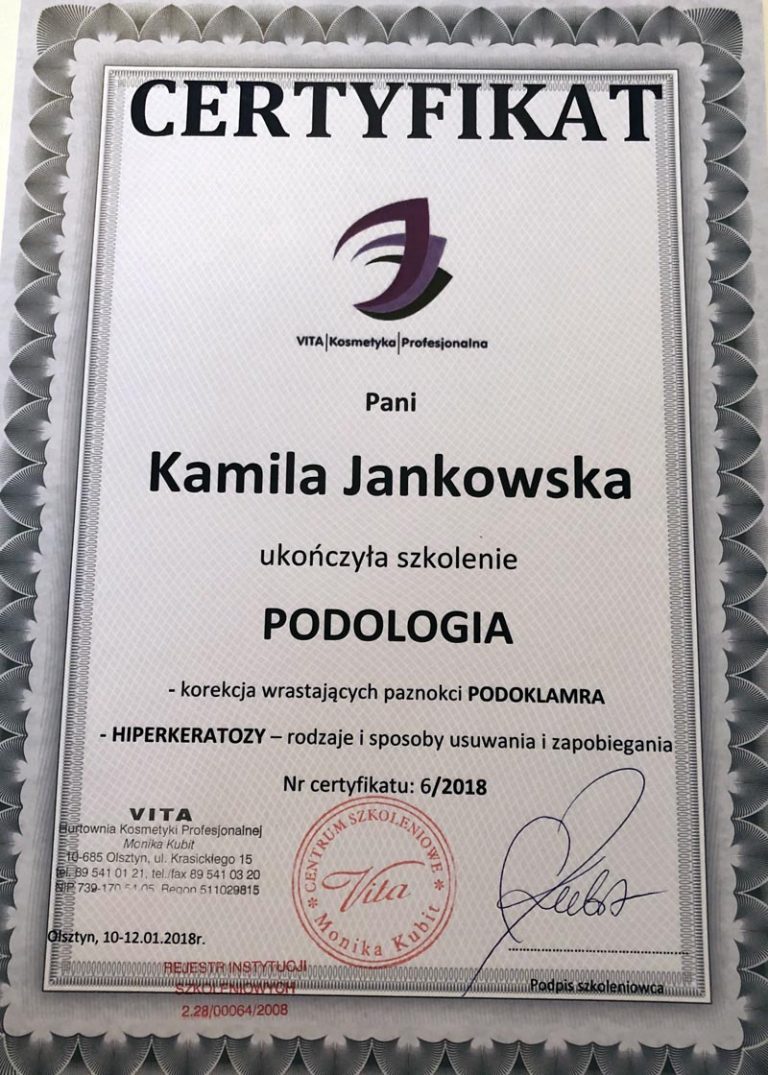 CERTYFIKAT
VITA|Kosmetyka|Profesjonalna
Pani
Kamila Jankowska
ukończyła szkolenie
PODOLOGIA
- korekcja wrastających paznokci PODOKLAMRA
- HIPERKERATOZY – rodzaje i sposoby usuwania i zapobiegania
Nr certyfikatu: 6/2018
VITA
Hurtownia Kosmetyki Profesjonalnej
Monika Kubit
10-685 Olsztyn, ul. Krasickiego 15
tel. 89 541 01 21, tel./fax 89 541 03 20
NIP 739-170 Regon 511029815
* CENTRUM SZKOLENIOWE *
Vita
Monika Kubit
Olsztyn, 10-12.01.2018r.
REJESTR INSTYTUCJI
SZKOLENIOWYCH
2.28/00064/2008
Podpis szkoleniowca